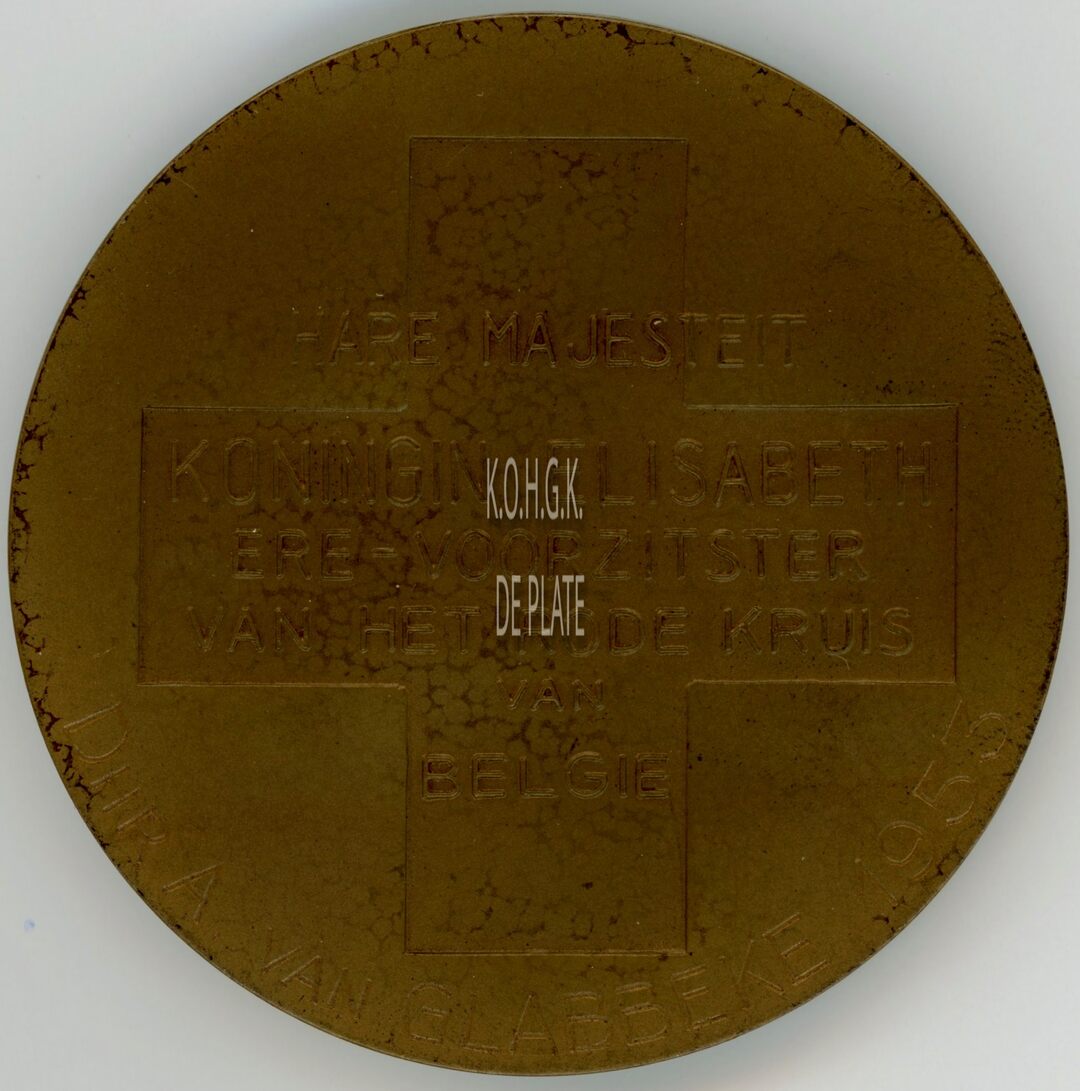 HARE MAJESTEIT
KONINGIN ELISABETH
ERE-VOORZITSTER
VAN HET RODE KRUIS
VAN
BELGIE
DHR A. VAN GLABBEKE 1953
K.O.H.G.K.
DE PLATE